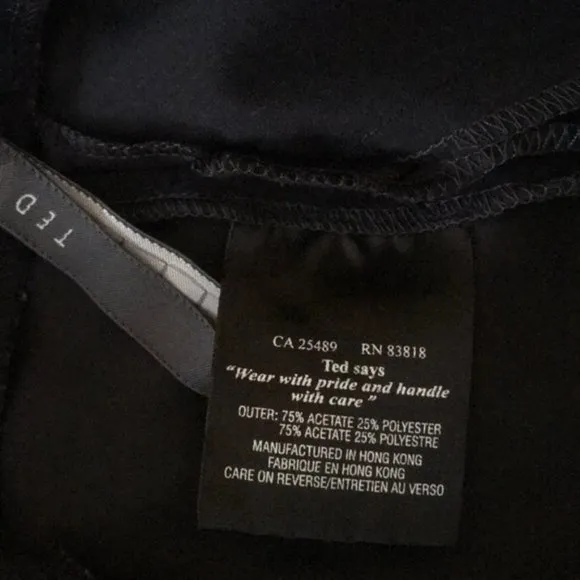 TED
CA 25489 RN 83818
Ted says
"Wear with pride and handle
with care"
OUTER: 75% ACETATE 25% POLYESTER
75% ACETATE 25% POLYESTRE
MANUFACTURED IN HONG KONG
FABRIQUE EN HONG KONG
CARE ON REVERSE/ENTRETIEN AU VERSO